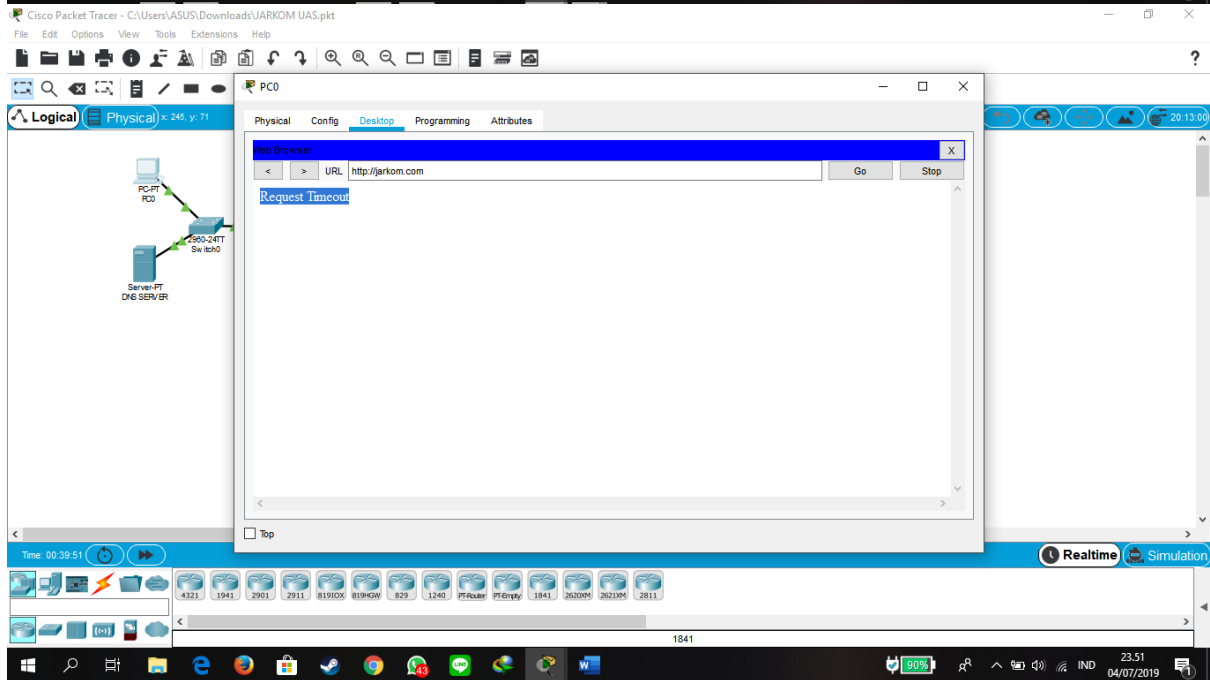 Cisco Packet Tracer - C:\Users\ASUS\Downloads\JARKOM UAS.pkt
File Edit Options View Tools Extensions Help
?
PC0
Logical Physical x: 245, y: 71
20:13:00
Physical Config Desktop Programming Attributes
Web Browser
X
< > URL http://jarkom.com Go Stop
Request Timeout
PC-PT
PC0
2960-24TT
Switch0
Server-PT
DNS SERVER
Top
Time: 00:39:51
Realtime Simulation
4321 1941 2901 2911 819IOX 819HGW 829 1240 PT-Router PT-Empty 1841 2620XM 2621XM 2811
1841
43
90%
IND
23.51
04/07/2019
1